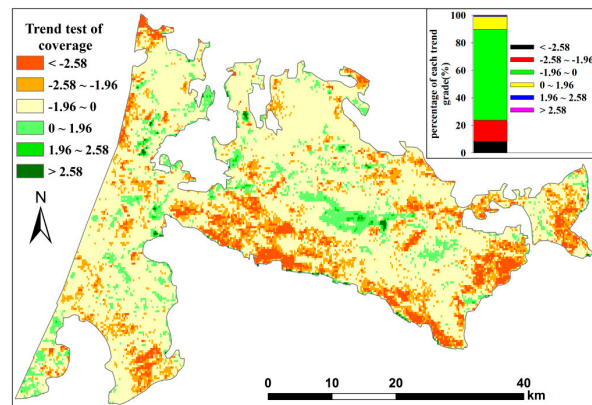 Trend test of
coverage
< -2.58
-2.58 ~ -1.96
-1.96 ~ 0
0 ~ 1.96
1.96 ~ 2.58
> 2.58
N
percentage of each trend
grade(%)
100
80
60
40
20
0
< -2.58
-2.58 ~ -1.96
-1.96 ~ 0
0 ~ 1.96
1.96 ~ 2.58
> 2.58
0 10 20 30 40
km